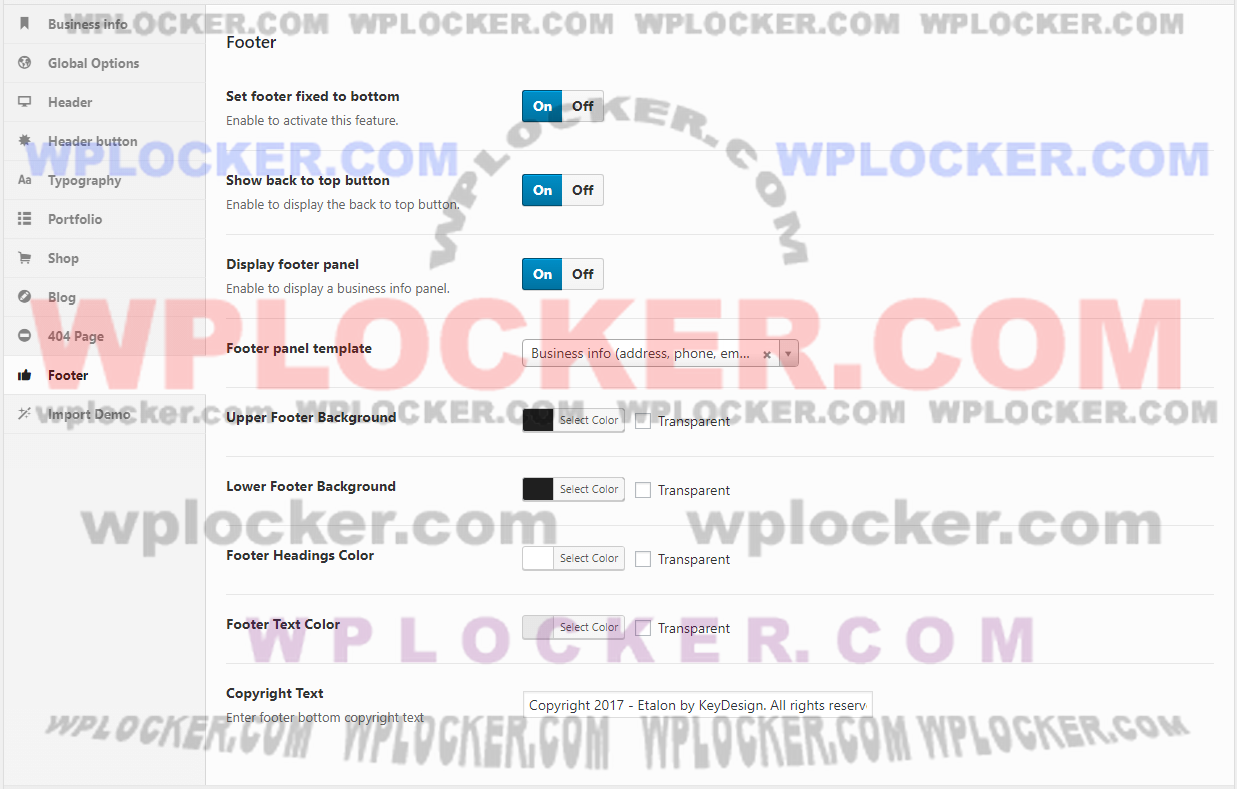 WPLOCKER.COM WPLOCKER.COM WPLOCKER.COM WPLOCKER.COM
Business info
Global Options
Header
Header button
Aa Typography
Portfolio
Shop
Blog
404 Page
Footer
Import Demo
Footer
Set footer fixed to bottom
On Off
Enable to activate this feature.
WPLOCKER.COM
WPLOCKER.COM WPLOCKER.COM
Show back to top button
On Off
Enable to display the back to top button.
Display footer panel
On Off
Enable to display a business info panel.
WPLOCKER.COM
Footer panel template
Business info (address, phone, em... ×
wplocker.com WPLOCKER.COM WPLOCKER.COM WPLOCKER.COM
Upper Footer Background
Select Color Transparent
Lower Footer Background
Select Color Transparent
wplocker.com wplocker.com
Footer Headings Color
Select Color Transparent
Footer Text Color
Select Color Transparent
WPLOCKER.COM
Copyright Text
Copyright 2017 - Etalon by KeyDesign. All rights reserv
Enter footer bottom copyright text
WPLOCKER.COM WPLOCKER.COM WPLOCKER.COM WPLOCKER.COM